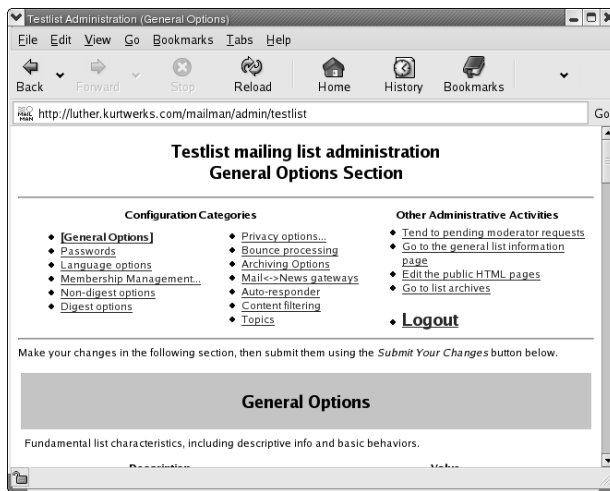 Testlist Administration (General Options)
File Edit View Go Bookmarks Tabs Help
Back Forward Stop Reload Home History Bookmarks
http://luther.kurtwerks.com/mailman/admin/testlist Go
Testlist mailing list administration
General Options Section
Configuration Categories
[General Options]
Passwords
Language options
Membership Management...
Non-digest options
Digest options
Privacy options...
Bounce processing
Archiving Options
Mail<->News gateways
Auto-responder
Content filtering
Topics
Other Administrative Activities
Tend to pending moderator requests
Go to the general list information
page
Edit the public HTML pages
Go to list archives
Logout
Make your changes in the following section, then submit them using the Submit Your Changes button below.
General Options
Fundamental list characteristics, including descriptive info and basic behaviors.
Description Value